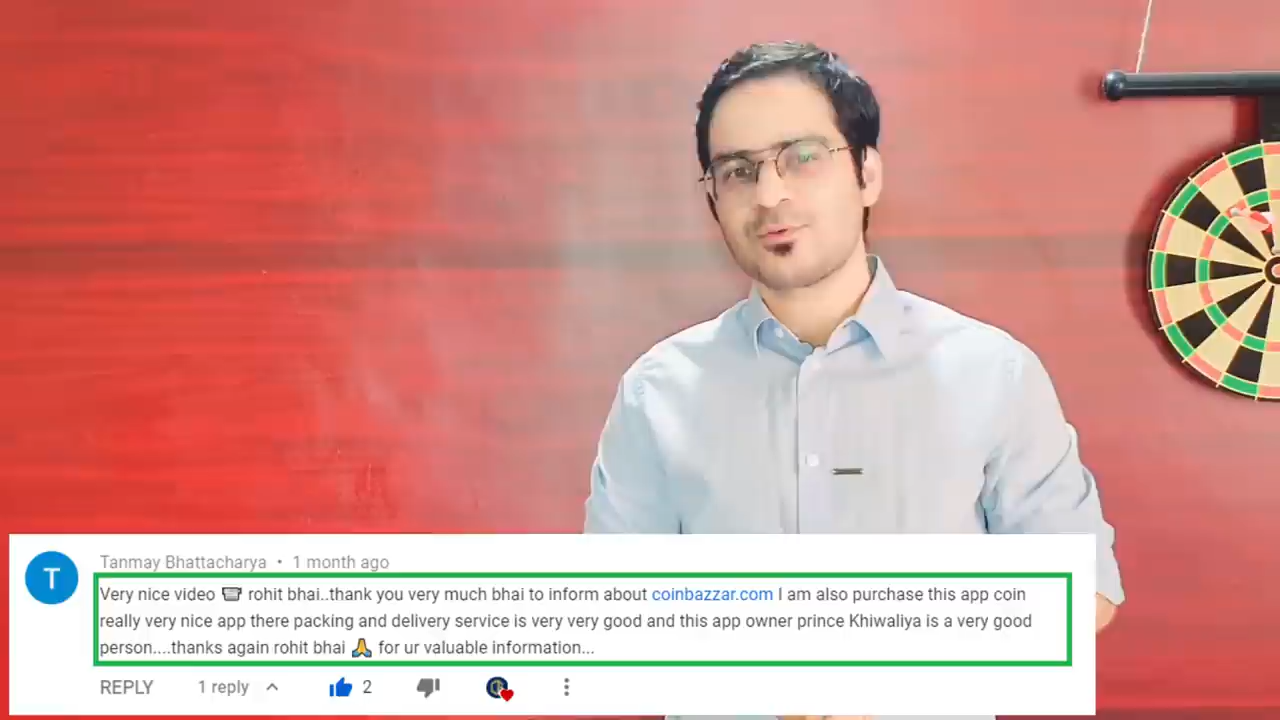 Tanmay Bhattacharya • 1 month ago
T
Very nice video rohit bhai..thank you very much bhai to inform about coinbazzar.com I am also purchase this app coin
really very nice app there packing and delivery service is very very good and this app owner prince Khiwaliya is a very good
person....thanks again rohit bhai 🙏 for ur valuable information...
REPLY 1 reply 2